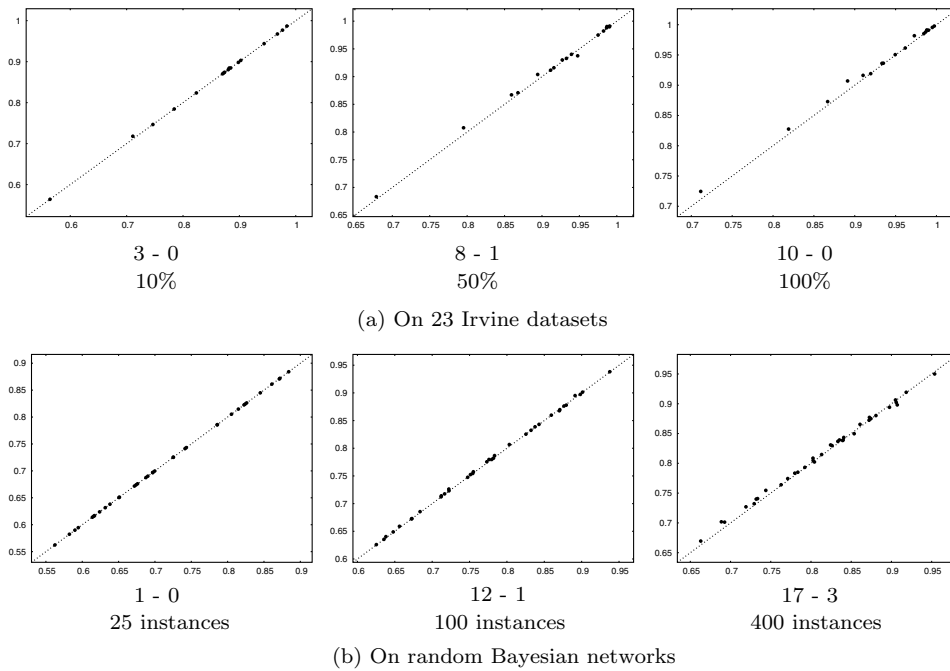 1
0.9
0.8
0.7
0.6
0.6 0.7 0.8 0.9 1
3 - 0
10%
1
0.95
0.9
0.85
0.8
0.75
0.7
0.65
0.65 0.7 0.75 0.8 0.85 0.9 0.95 1
8 - 1
50%
1
0.95
0.9
0.85
0.8
0.75
0.7
0.7 0.75 0.8 0.85 0.9 0.95 1
10 - 0
100%
(a) On 23 Irvine datasets
0.9
0.85
0.8
0.75
0.7
0.65
0.6
0.55
0.55 0.6 0.65 0.7 0.75 0.8 0.85 0.9
1 - 0
25 instances
0.95
0.9
0.85
0.8
0.75
0.7
0.65
0.6
0.6 0.65 0.7 0.75 0.8 0.85 0.9 0.95
12 - 1
100 instances
0.95
0.9
0.85
0.8
0.75
0.7
0.65
0.65 0.7 0.75 0.8 0.85 0.9 0.95
17 - 3
400 instances
(b) On random Bayesian networks